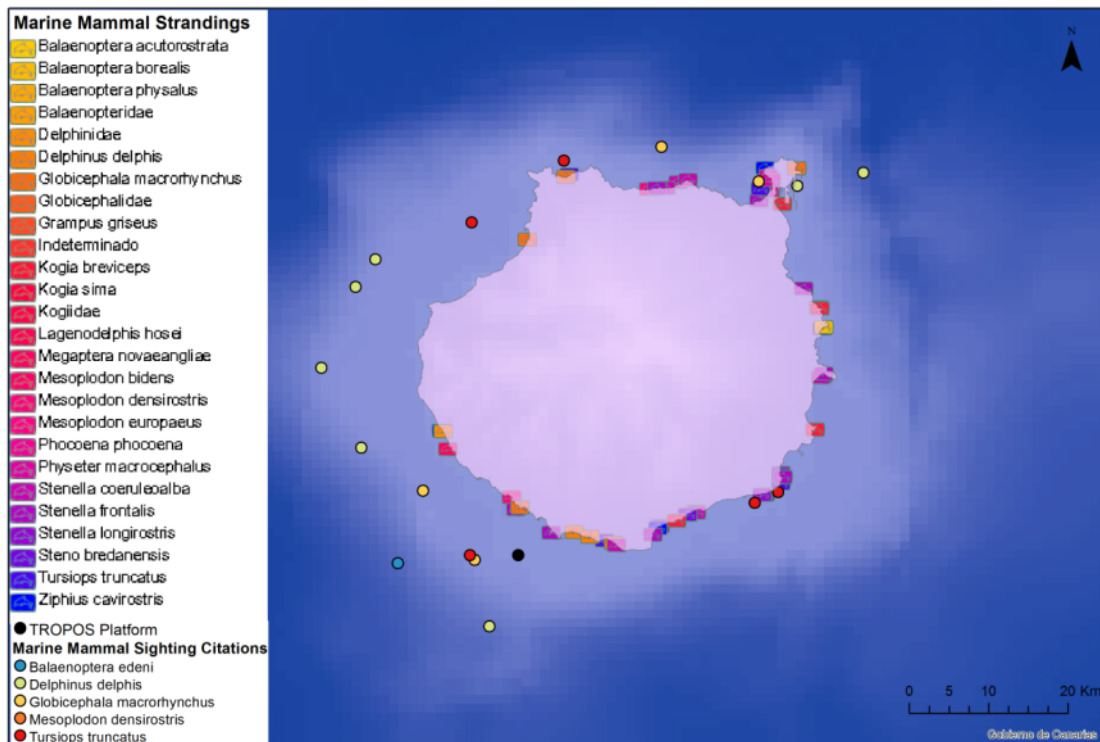 Marine Mammal Strandings
Balaenoptera acutorostrata
Balaenoptera borealis
Balaenoptera physalus
Balaenopteridae
Delphinidae
Delphinus delphis
Globicephala macrorhynchus
Globicephalidae
Grampus griseus
Indeterminado
Kogia breviceps
Kogia sima
Kogiidae
Lagenodelphis hosei
Megaptera novaeangliae
Mesoplodon bidens
Mesoplodon densirostris
Mesoplodon europaeus
Phocoena phocoena
Physeter macrocephalus
Stenella coeruleoalba
Stenella frontalis
Stenella longirostris
Steno bredanensis
Tursiops truncatus
Ziphius cavirostris
TROPOS Platform
Marine Mammal Sighting Citations
Balaenoptera edeni
Delphinus delphis
Globicephala macrorhynchus
Mesoplodon densirostris
Tursiops truncatus
N
0 5 10 20 Km
Gobierno de Canarias